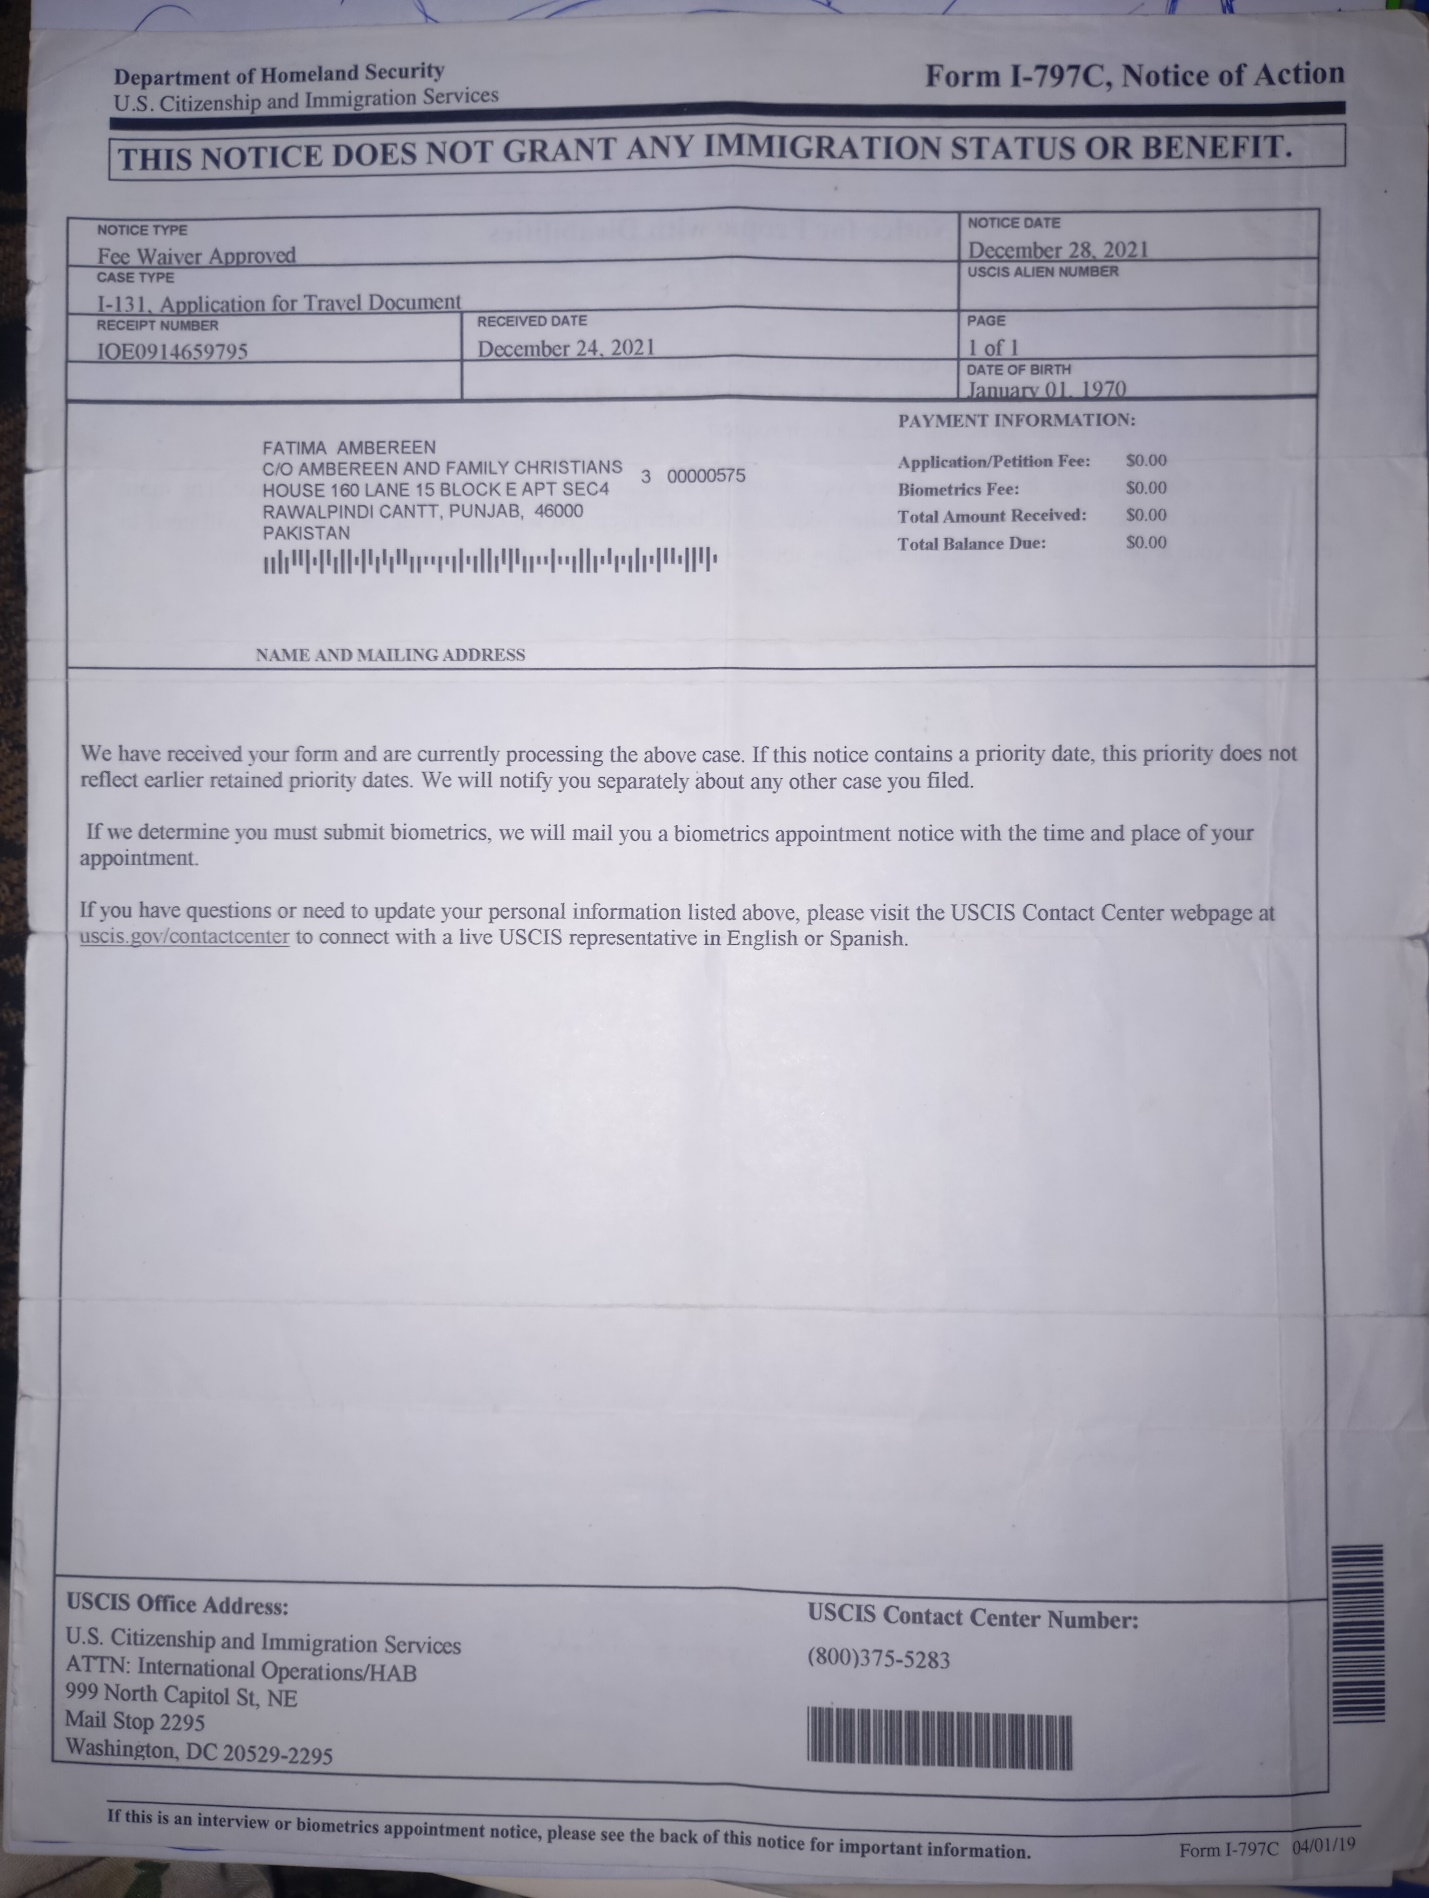 Department of Homeland Security
U.S. Citizenship and Immigration Services
Form I-797C, Notice of Action
THIS NOTICE DOES NOT GRANT ANY IMMIGRATION STATUS OR BENEFIT.
NOTICE TYPE
Fee Waiver Approved
NOTICE DATE
December 28, 2021
CASE TYPE
I-131, Application for Travel Document
USCIS ALIEN NUMBER
RECEIPT NUMBER
IOE0914659795
RECEIVED DATE
December 24, 2021
PAGE
1 of 1
DATE OF BIRTH
January 01, 1970
PAYMENT INFORMATION:
FATIMA AMBEREEN
C/O AMBEREEN AND FAMILY CHRISTIANS 3 00000575
HOUSE 160 LANE 15 BLOCK E APT SEC4
RAWALPINDI CANTT, PUNJAB, 46000
PAKISTAN
Application/Petition Fee: $0.00
Biometrics Fee: $0.00
Total Amount Received: $0.00
Total Balance Due: $0.00
NAME AND MAILING ADDRESS
We have received your form and are currently processing the above case. If this notice contains a priority date, this priority does not
reflect earlier retained priority dates. We will notify you separately about any other case you filed.
If we determine you must submit biometrics, we will mail you a biometrics appointment notice with the time and place of your
appointment.
If you have questions or need to update your personal information listed above, please visit the USCIS Contact Center webpage at
uscis.gov/contactcenter to connect with a live USCIS representative in English or Spanish.
USCIS Office Address:
U.S. Citizenship and Immigration Services
ATTN: International Operations/HAB
999 North Capitol St, NE
Mail Stop 2295
Washington, DC 20529-2295
USCIS Contact Center Number:
(800)375-5283
If this is an interview or biometrics appointment notice, please see the back of this notice for important information.
Form I-797C 04/01/19